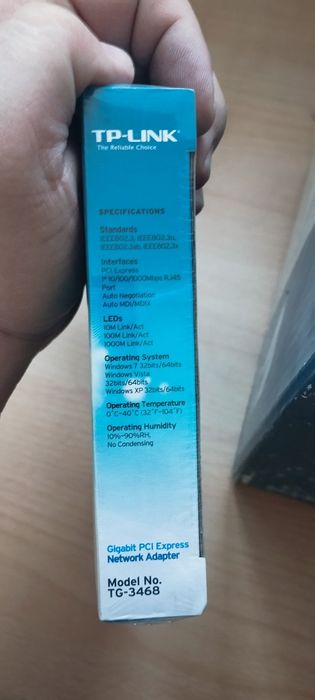 TP-LINK
The Reliable Choice
SPECIFICATIONS
Standards
IEEE802.3, IEEE802.3u,
IEEE802.3ab, IEEE802.3x
Interfaces
PCI Express
1* 10/100/1000Mbps RJ45
Port
Auto Negotiation
Auto MDI/MDIX
LEDs
10M Link/Act
100M Link/Act
1000M Link/Act
Operating System
Windows 7 32bits/64bits
Windows Vista
32bits/64bits
Windows XP 32bits/64bits
Operating Temperature
0°C~40°C (32°F~104°F)
Operating Humidity
10%~90%RH,
No Condensing
Gigabit PCI Express
Network Adapter
Model No.
TG-3468